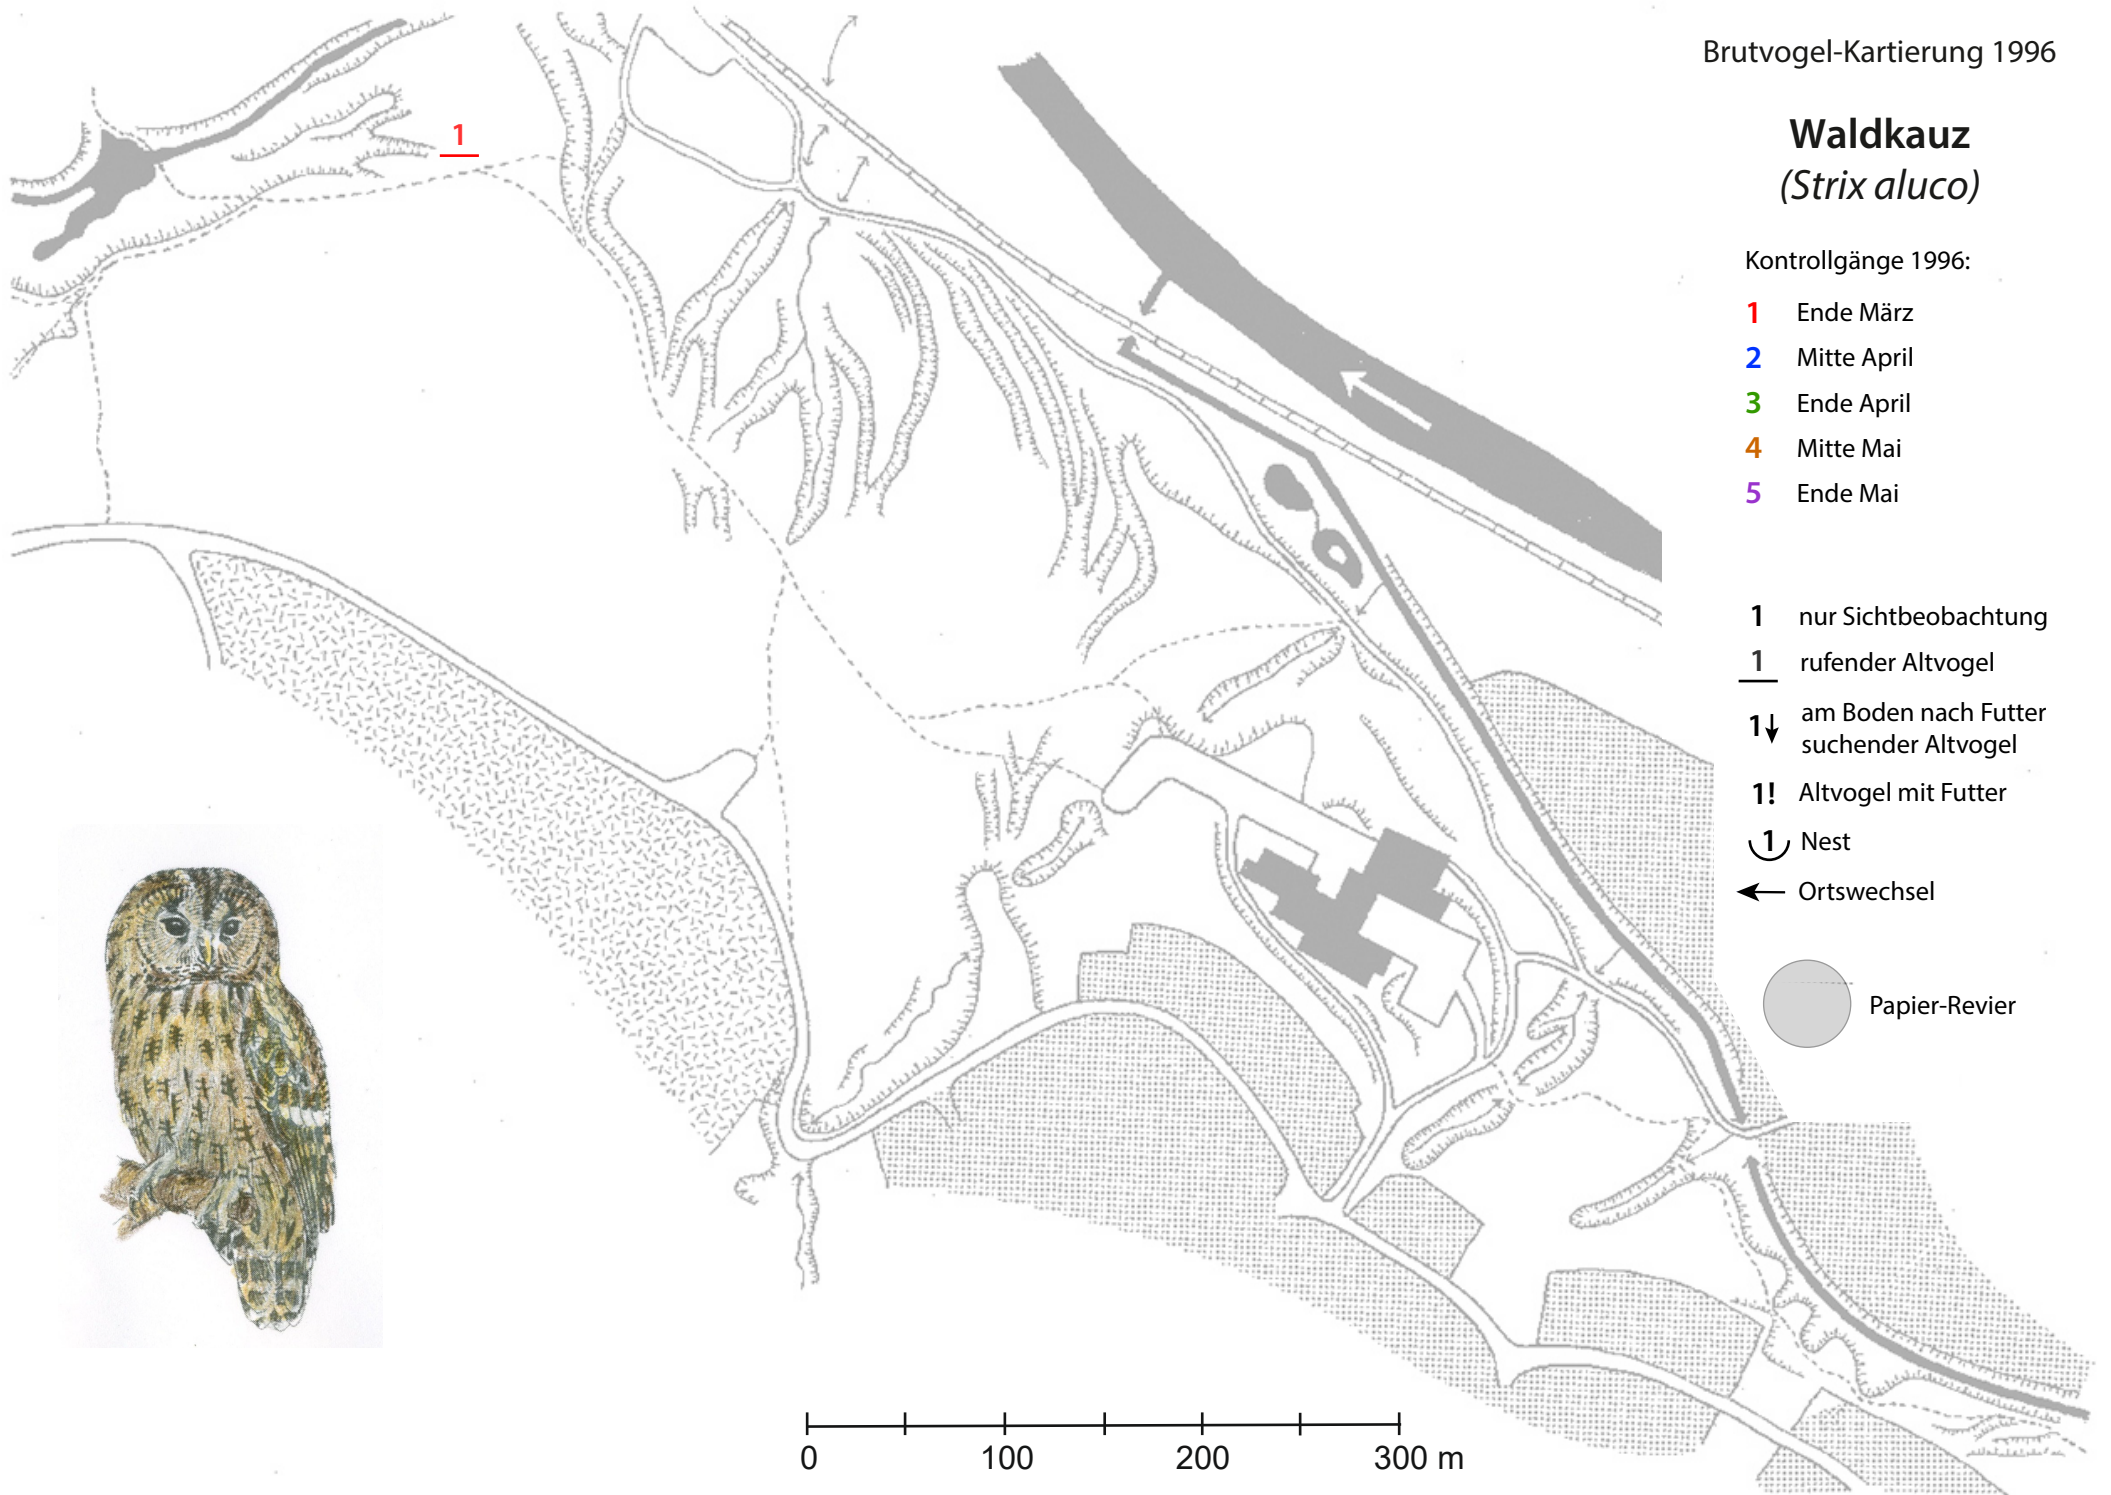 Brutvogel-Kartierung 1996
Waldkauz
(Strix aluco)
Kontrollgänge 1996:
1 Ende März
2 Mitte April
3 Ende April
4 Mitte Mai
5 Ende Mai
1 nur Sichtbeobachtung
1 rufender Altvogel
1 am Boden nach Futter
suchender Altvogel
1! Altvogel mit Futter
1 Nest
Ortswechsel
Papier-Revier
1
0 100 200 300 m